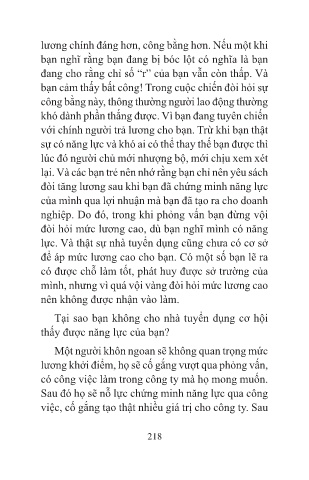 lương chính đáng hơn, công bằng hơn. Nếu một khi
bạn nghĩ rằng bạn đang bị bóc lột có nghĩa là bạn
đang cho rằng chỉ số “r” của bạn vẫn còn thấp. Và
bạn cảm thấy bất công! Trong cuộc chiến đòi hỏi sự
công bằng này, thông thường người lao động thường
khó dành phần thắng được. Vì bạn đang tuyên chiến
với chính người trả lương cho bạn. Trừ khi bạn thật
sự có năng lực và khó ai có thể thay thế bạn được thì
lúc đó người chủ mới nhượng bộ, mới chịu xem xét
lại. Và các bạn trẻ nên nhớ rằng bạn chỉ nên yêu sách
đòi tăng lương sau khi bạn đã chứng minh năng lực
của mình qua lợi nhuận mà bạn đã tạo ra cho doanh
nghiệp. Do đó, trong khi phỏng vấn bạn đừng vội
đòi hỏi mức lương cao, dù bạn nghĩ mình có năng
lực. Và thật sự nhà tuyển dụng cũng chưa có cơ sở
để áp mức lương cao cho bạn. Có một số bạn lẽ ra
có được chỗ làm tốt, phát huy được sở trường của
mình, nhưng vì quá vội vàng đòi hỏi mức lương cao
nên không được nhận vào làm.
Tại sao bạn không cho nhà tuyển dụng cơ hội
thấy được năng lực của bạn?
Một người khôn ngoan sẽ không quan trọng mức
lương khởi điểm, họ sẽ cố gắng vượt qua phỏng vấn,
có công việc làm trong công ty mà họ mong muốn.
Sau đó họ sẽ nỗ lực chứng minh năng lực qua công
việc, cố gắng tạo thật nhiều giá trị cho công ty. Sau
218